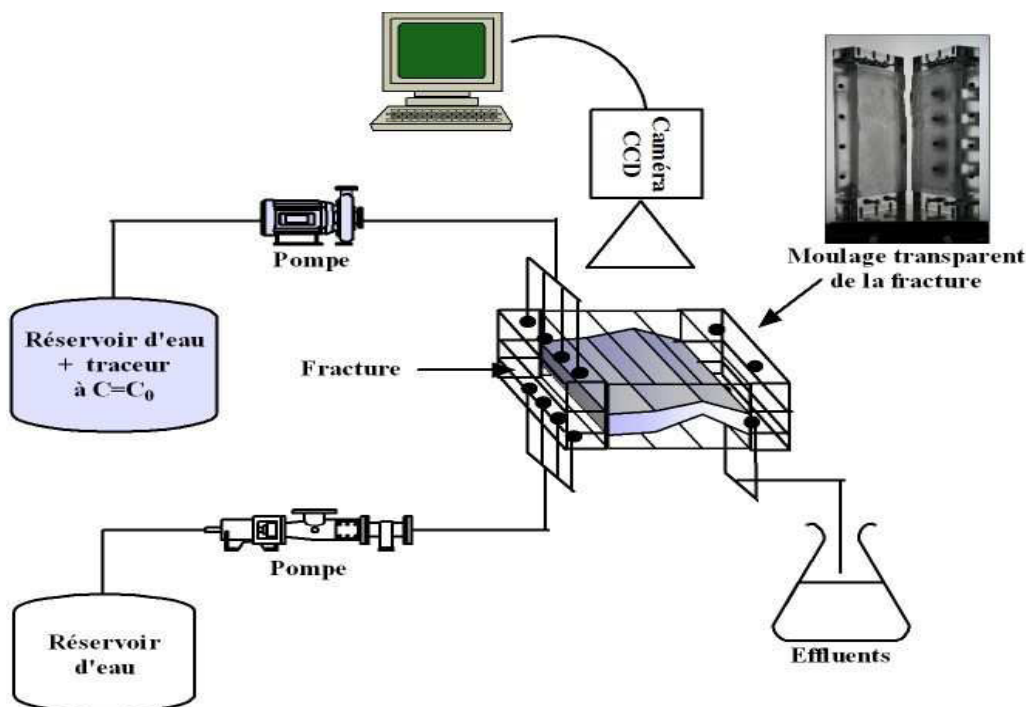 Caméra
CCD
Pompe
Moulage transparent
de la fracture
Réservoir d'eau
+ traceur
à C=C₀
Fracture
Pompe
Réservoir
d'eau
Effluents